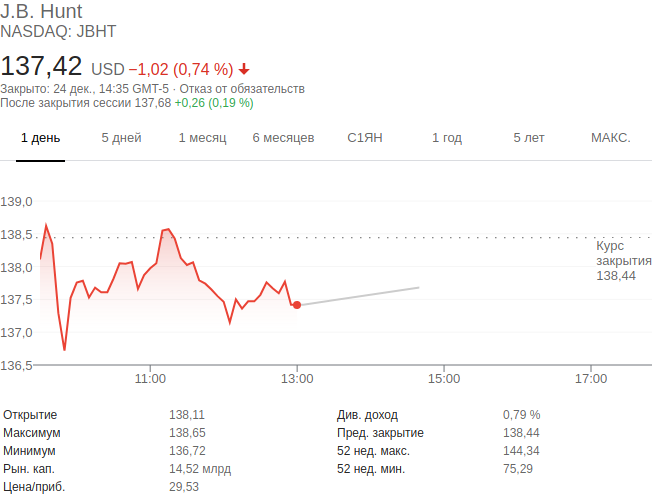 J.B. Hunt
NASDAQ: JBHT
137,42 USD −1,02 (0,74 %)
Закрыто: 24 дек., 14:35 GMT-5 · Отказ от обязательств
После закрытия сессии 137,68 +0,26 (0,19 %)
1 день 5 дней 1 месяц 6 месяцев С1ЯН 1 год 5 лет МАКС.
139,0
138,5
Курс
закрытия
138,44
138,0
137,5
137,0
136,5
11:00 13:00 15:00 17:00
Открытие 138,11 Див. доход 0,79 %
Максимум 138,65 Пред. закрытие 138,44
Минимум 136,72 52 нед. макс. 144,34
Рын. кап. 14,52 млрд 52 нед. мин. 75,29
Цена/приб. 29,53